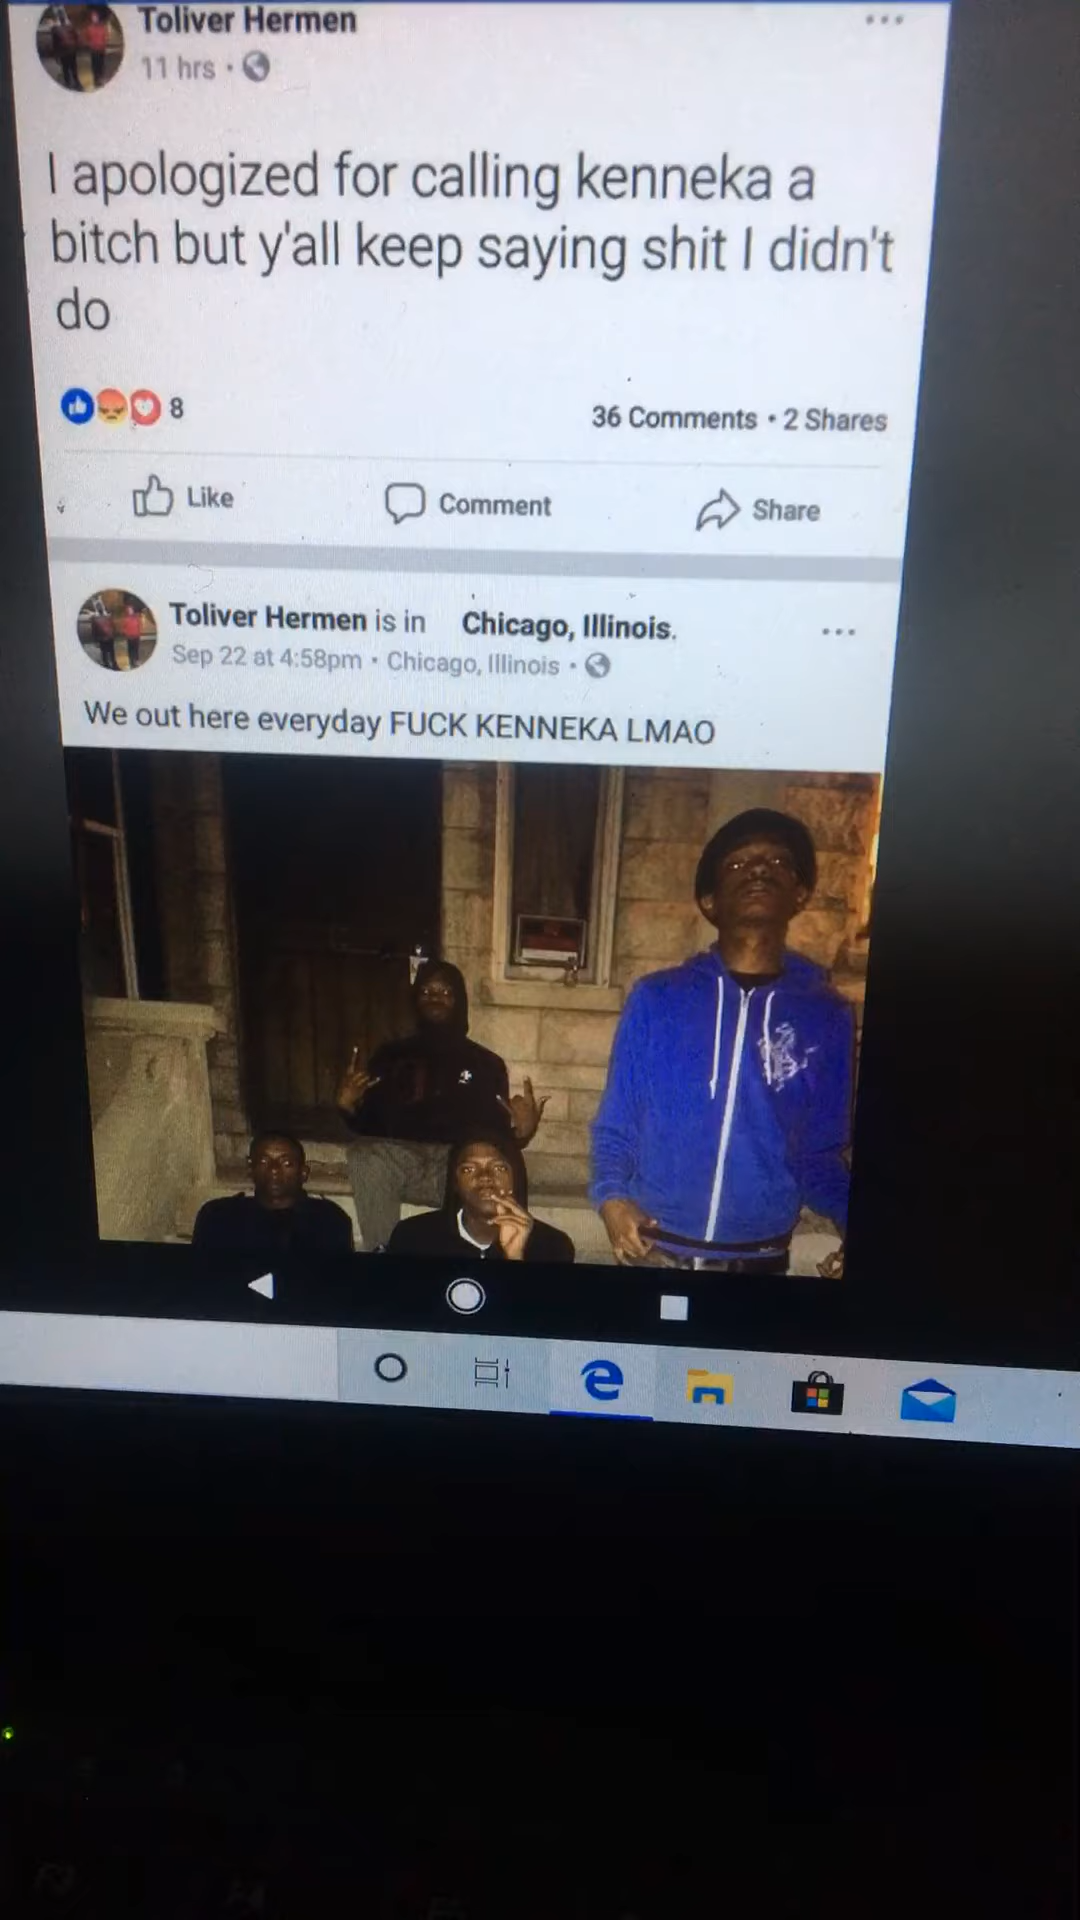 Toliver Hermen
11 hrs ·
I apologized for calling kenneka a
bitch but y'all keep saying shit I didn't
do
8
36 Comments • 2 Shares
Like
Comment
Share
Toliver Hermen is in Chicago, Illinois.
Sep 22 at 4:58pm · Chicago, Illinois ·
We out here everyday FUCK KENNEKA LMAO